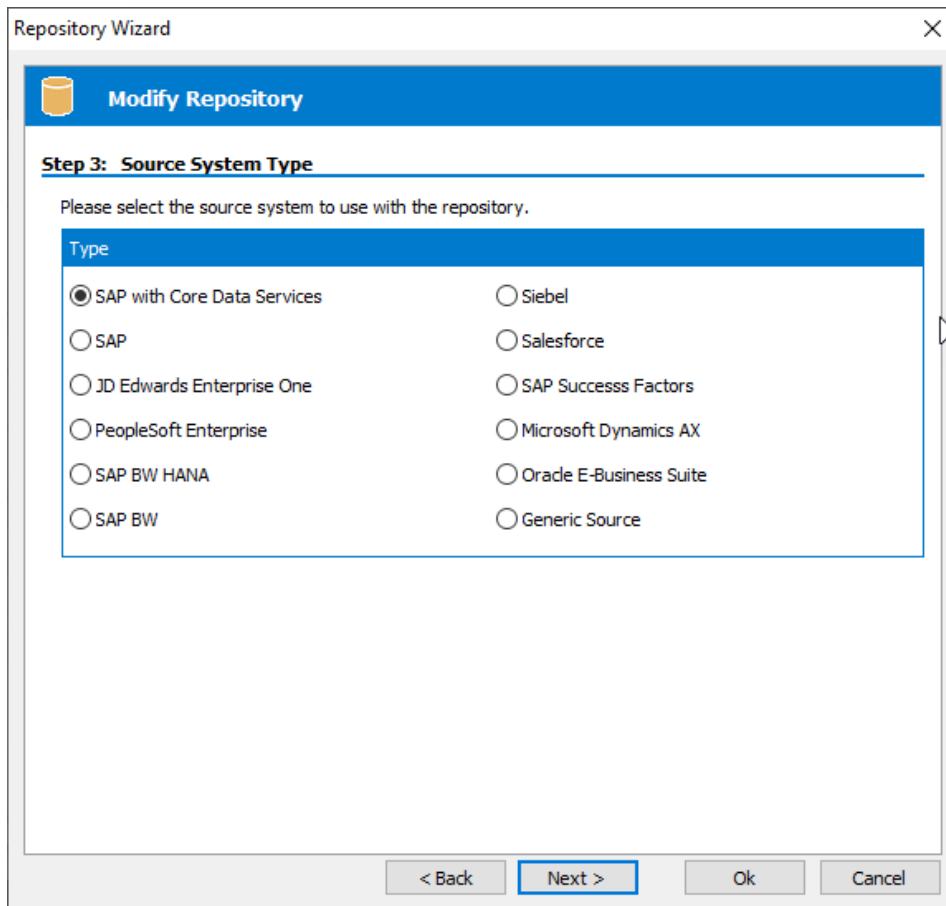 Repository Wizard
Modify Repository
Step 3: Source System Type
Please select the source system to use with the repository.
Type
SAP with Core Data Services
Siebel
SAP
Salesforce
JD Edwards Enterprise One
SAP Successs Factors
PeopleSoft Enterprise
Microsoft Dynamics AX
SAP BW HANA
Oracle E-Business Suite
SAP BW
Generic Source
< Back
Next >
Ok
Cancel